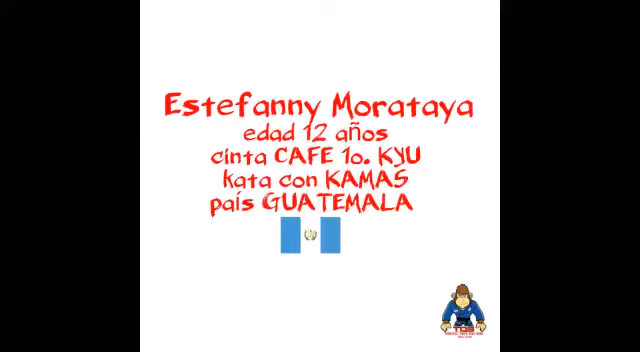 Estefanny Morataya
edad 12 años
cinta CAFE 1o. KYU
kata con KAMAS
país GUATEMALA